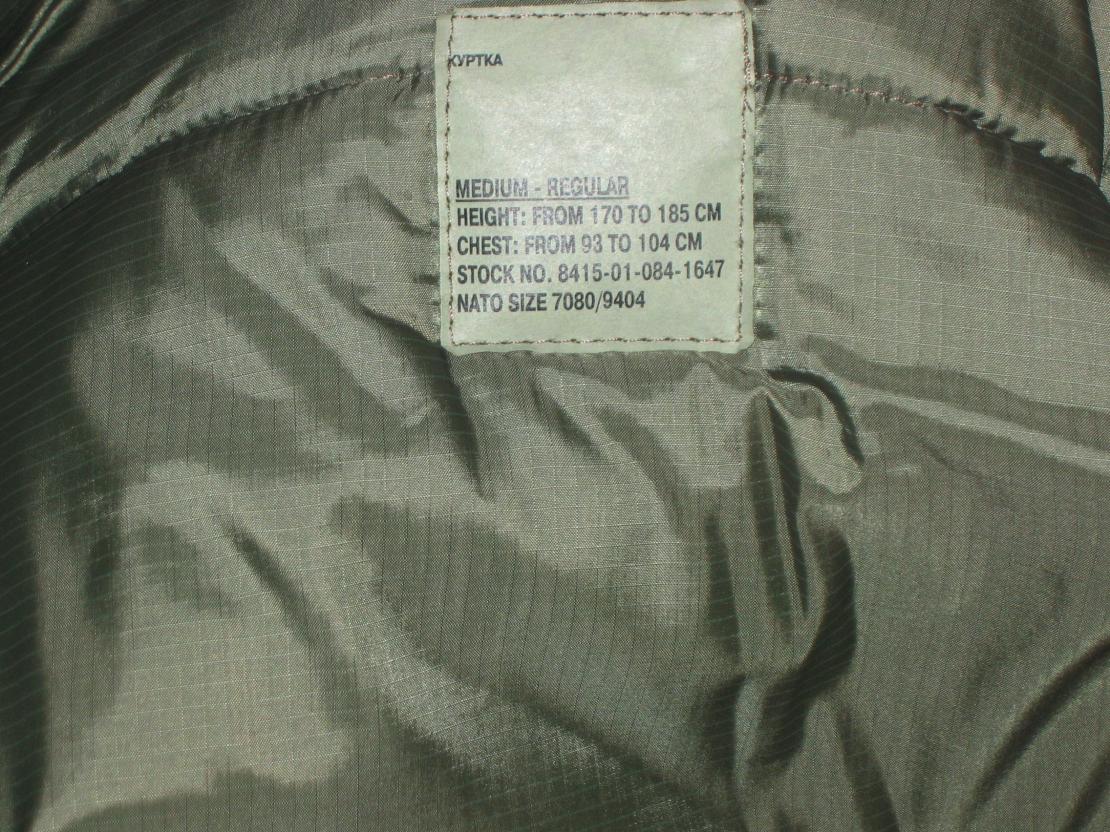 КУРТКА
MEDIUM - REGULAR
HEIGHT: FROM 170 TO 185 CM
CHEST: FROM 93 TO 104 CM
STOCK NO. 8415-01-084-1647
NATO SIZE 7080/9404